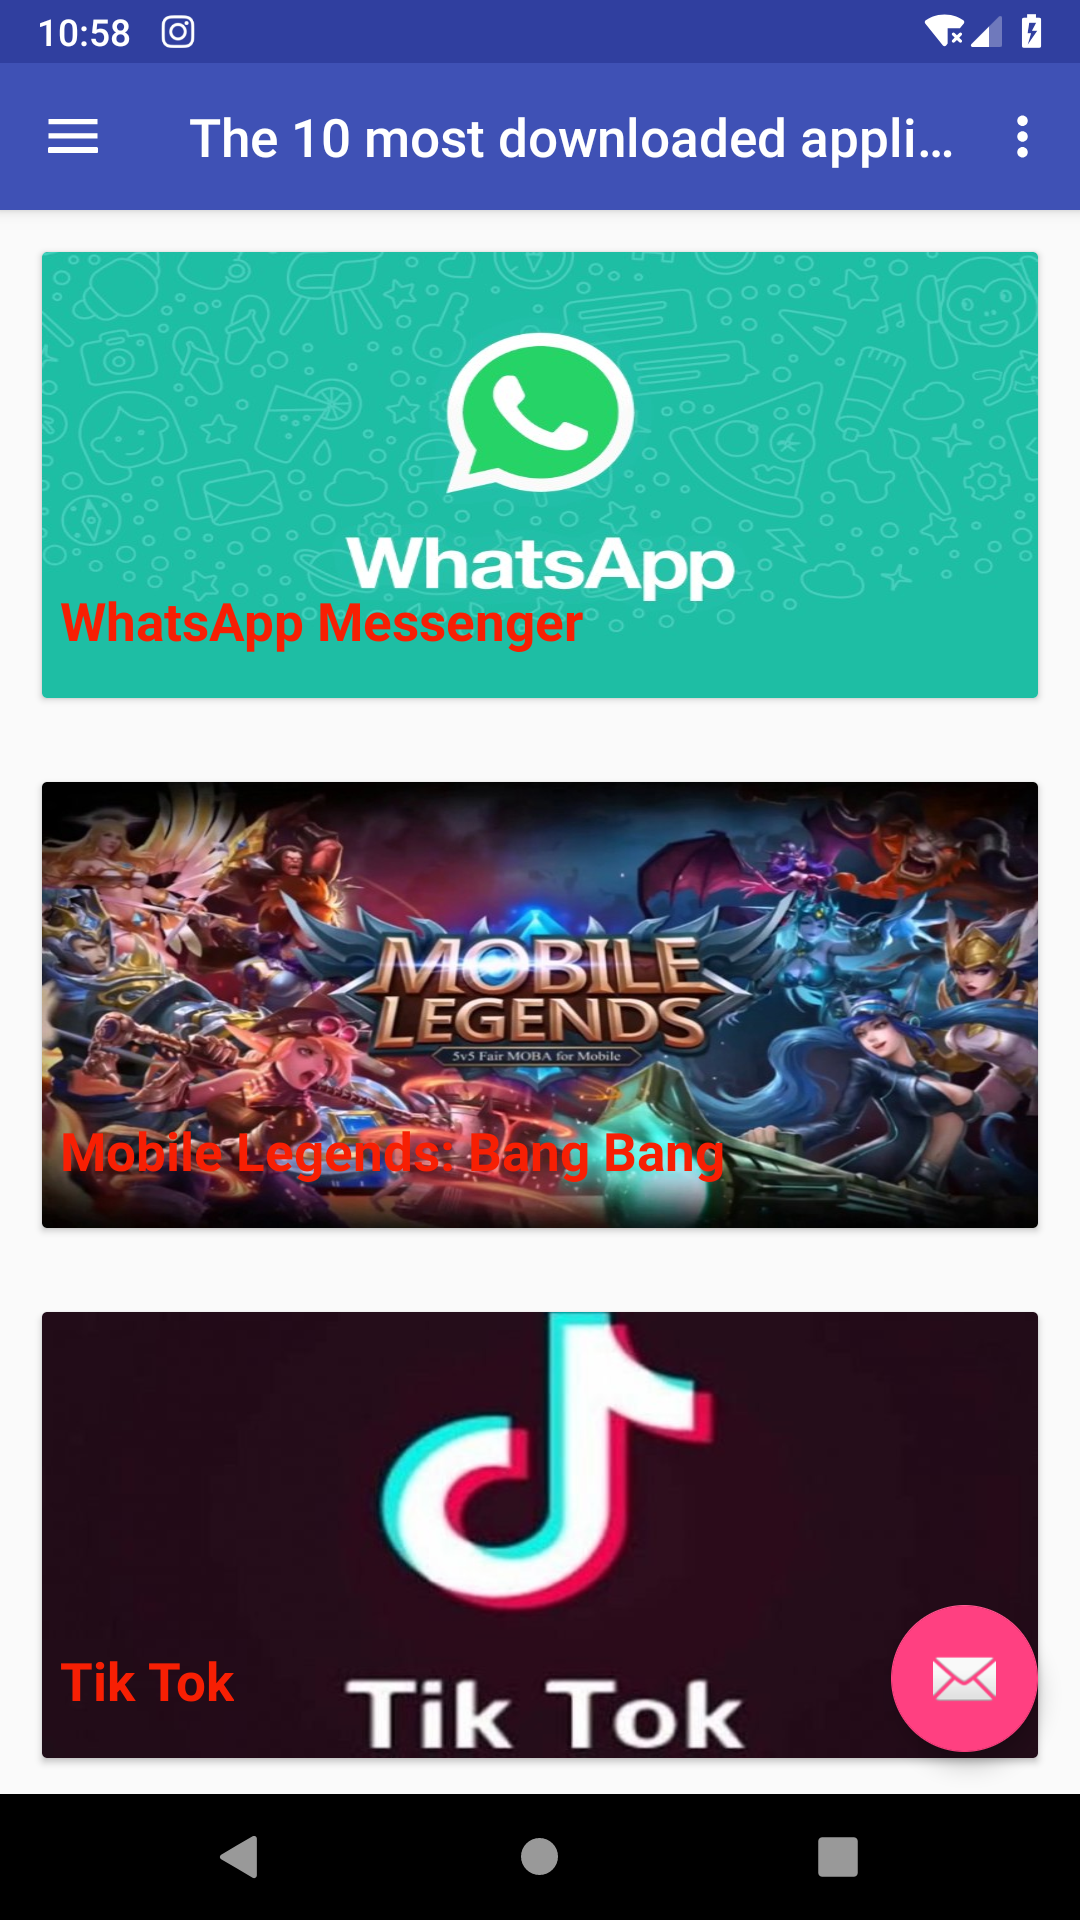 10:58
The 10 most downloaded appli...
WhatsApp
WhatsApp Messenger
MOBILE
LEGENDS
5v5 Fair MOBA for Mobile
Mobile Legends: Bang Bang
Tik Tok
Tik Tok